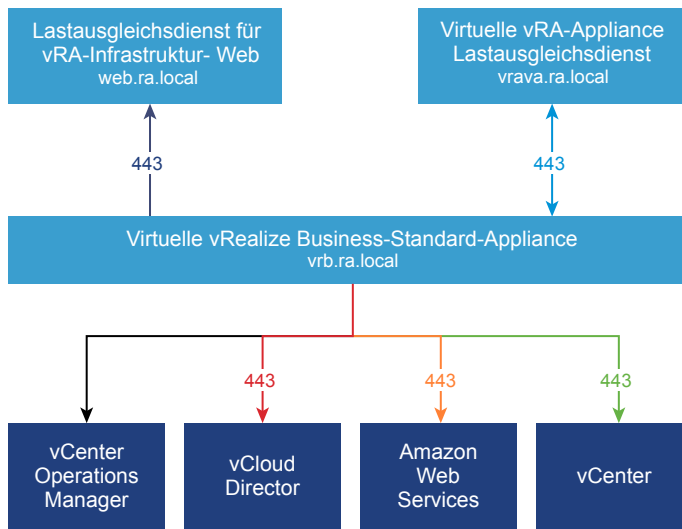 Lastausgleichsdienst für
vRA-Infrastruktur- Web
web.ra.local
Virtuelle vRA-Appliance
Lastausgleichsdienst
vrava.ra.local
443
443
Virtuelle vRealize Business-Standard-Appliance
vrb.ra.local
443
443
443
vCenter
Operations
Manager
vCloud
Director
Amazon
Web
Services
vCenter